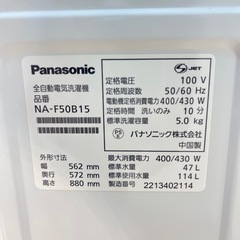 Panasonic
全自動電気洗濯機
品番
NA-F50B15
JET
定格電圧 100 V
定格周波数 50/60 Hz
電動機定格消費電力 400/430 W
定格時間 洗いのみ 10 分
標準洗濯容量 5.0 kg
パナソニック株式会社
中国製
外形寸法
幅 562 mm
奥行 572 mm
高さ 880 mm
最大消費電力 400/430 W
標準水量 47 L
標準使用水量 114 L
製造番号 2213402114